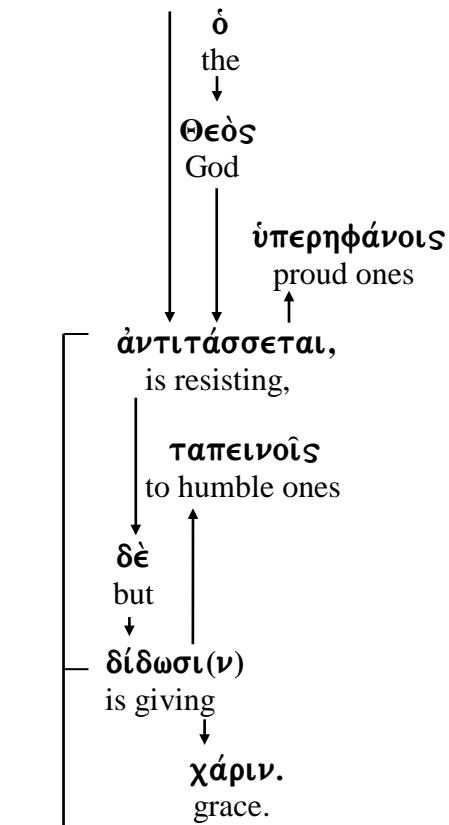 ὁ
the
Θεὸς
God
ὑπερηφάνοις
proud ones
ἀντιτάσσεται,
is resisting,
ταπεινοῖς
to humble ones
δὲ
but
δίδωσι(ν)
is giving
χάριν.
grace.